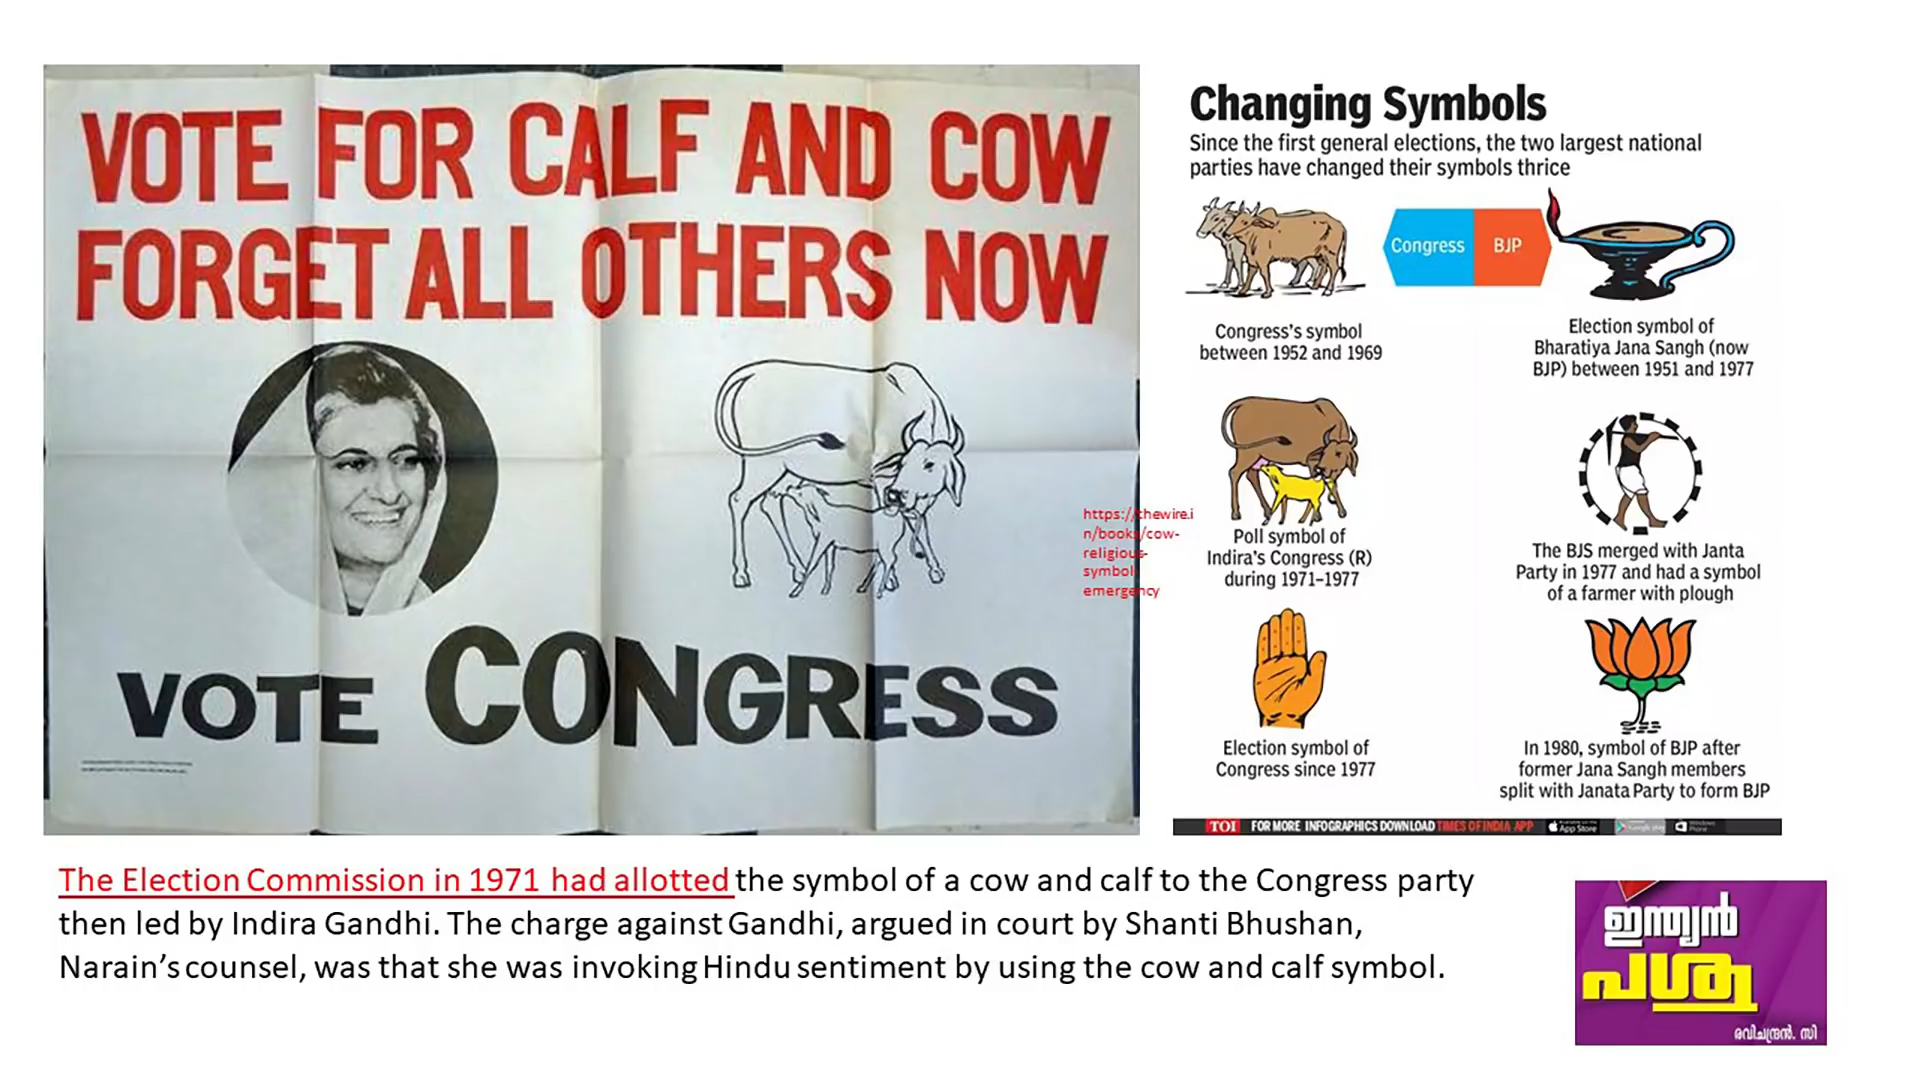 VOTE FOR CALF AND COW
FORGET ALL OTHERS NOW
VOTE CONGRESS
https://thewire.i
n/books/cow-
religious-
symbol-
emergency
Changing Symbols
Since the first general elections, the two largest national
parties have changed their symbols thrice
Congress
BJP
Congress's symbol
between 1952 and 1969
Election symbol of
Bharatiya Jana Sangh (now
BJP) between 1951 and 1977
Poll symbol of
Indira's Congress (R)
during 1971–1977
The BJS merged with Janta
Party in 1977 and had a symbol
of a farmer with plough
Election symbol of
Congress since 1977
In 1980, symbol of BJP after
former Jana Sangh members
split with Janata Party to form BJP
TOI FOR MORE INFOGRAPHICS DOWNLOAD TIMES OF INDIA APP App Store Google play Windows Phone
The Election Commission in 1971 had allotted the symbol of a cow and calf to the Congress party
then led by Indira Gandhi. The charge against Gandhi, argued in court by Shanti Bhushan,
Narain's counsel, was that she was invoking Hindu sentiment by using the cow and calf symbol.
ഇന്ത്യൻ
പശു
രവിചന്ദ്രൻ. സി